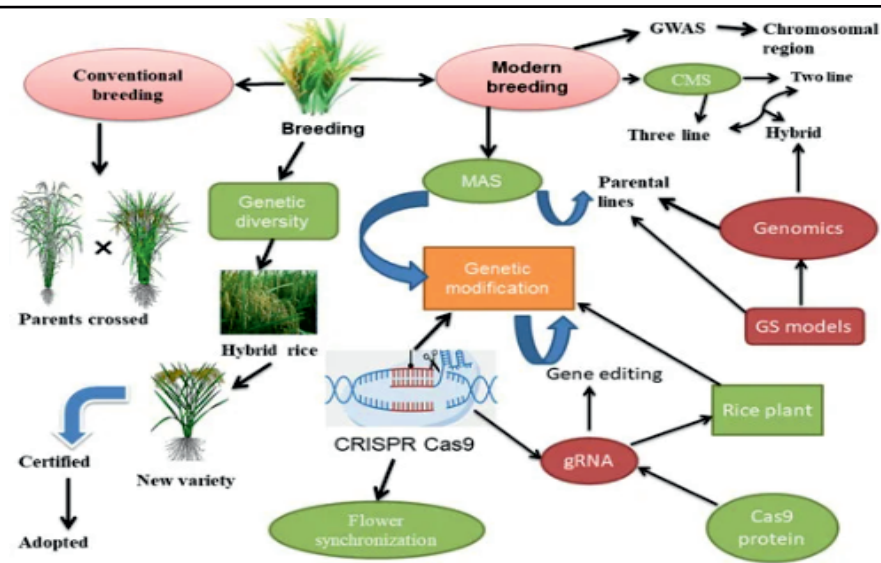 GWAS
Chromosomal
region
Conventional
breeding
Modern
breeding
CMS
Two line
Breeding
Three line
Hybrid
MAS
Parental
lines
Genetic
diversity
Genomics
Genetic
modification
×
Parents crossed
GS models
Hybrid rice
Gene editing
Rice plant
CRISPR Cas9
gRNA
Certified
New variety
Flower
synchronization
Cas9
protein
Adopted